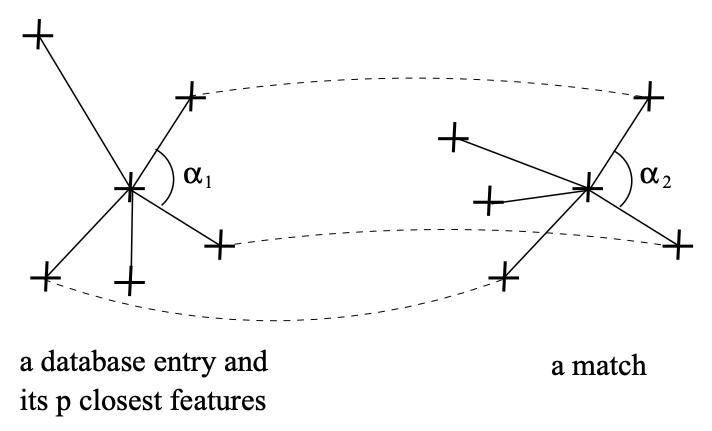 α1
α2
a database entry and
its p closest features
a match